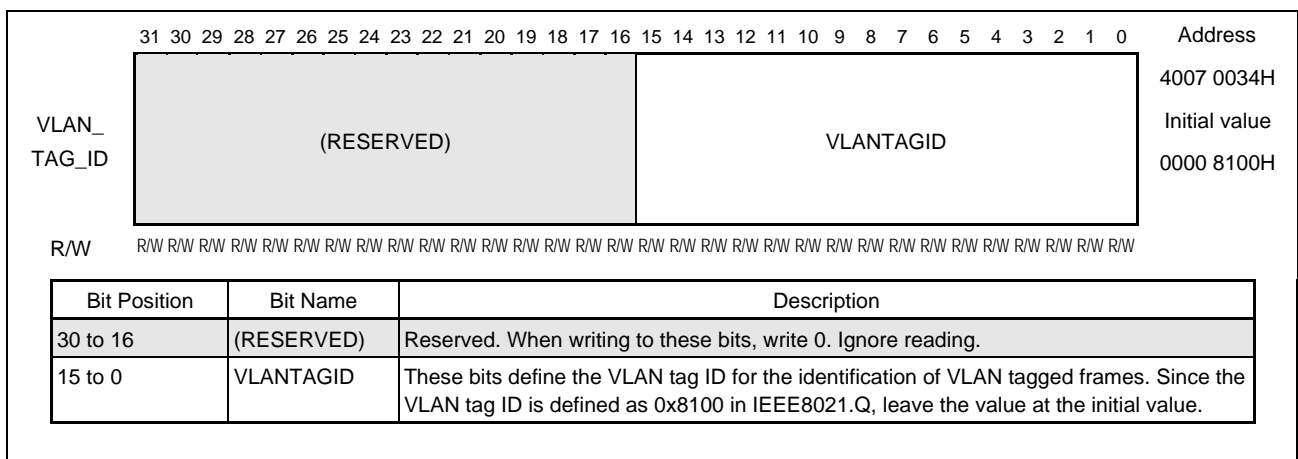 31 30 29 28 27 26 25 24 23 22 21 20 19 18 17 16 15 14 13 12 11 10 9 8 7 6 5 4 3 2 1 0 Address
4007 0034H
VLAN_
TAG_ID
(RESERVED)
VLANTAGID
Initial value
0000 8100H
R/W R/W R/W R/W R/W R/W R/W R/W R/W R/W R/W R/W R/W R/W R/W R/W R/W R/W R/W R/W R/W R/W R/W R/W R/W R/W R/W R/W R/W R/W R/W R/W R/W
Bit Position Bit Name Description
30 to 16 (RESERVED) Reserved. When writing to these bits, write 0. Ignore reading.
15 to 0 VLANTAGID These bits define the VLAN tag ID for the identification of VLAN tagged frames. Since the
VLAN tag ID is defined as 0x8100 in IEEE8021.Q, leave the value at the initial value.